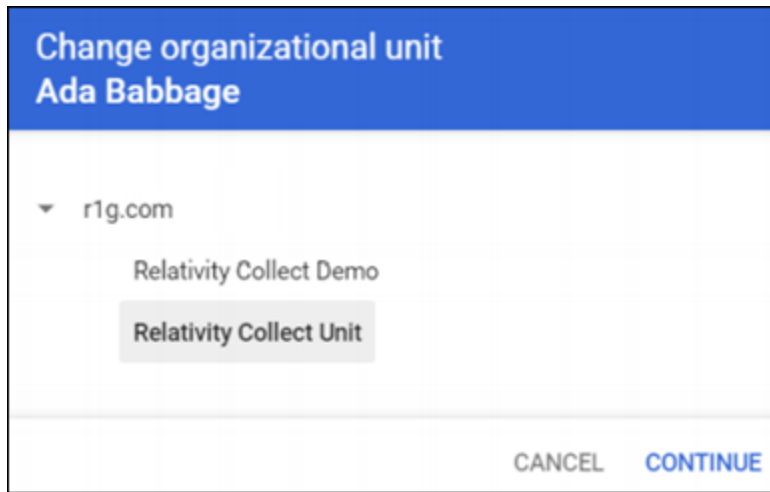 Change organizational unit
Ada Babbage
r1g.com
Relativity Collect Demo
Relativity Collect Unit
CANCEL CONTINUE